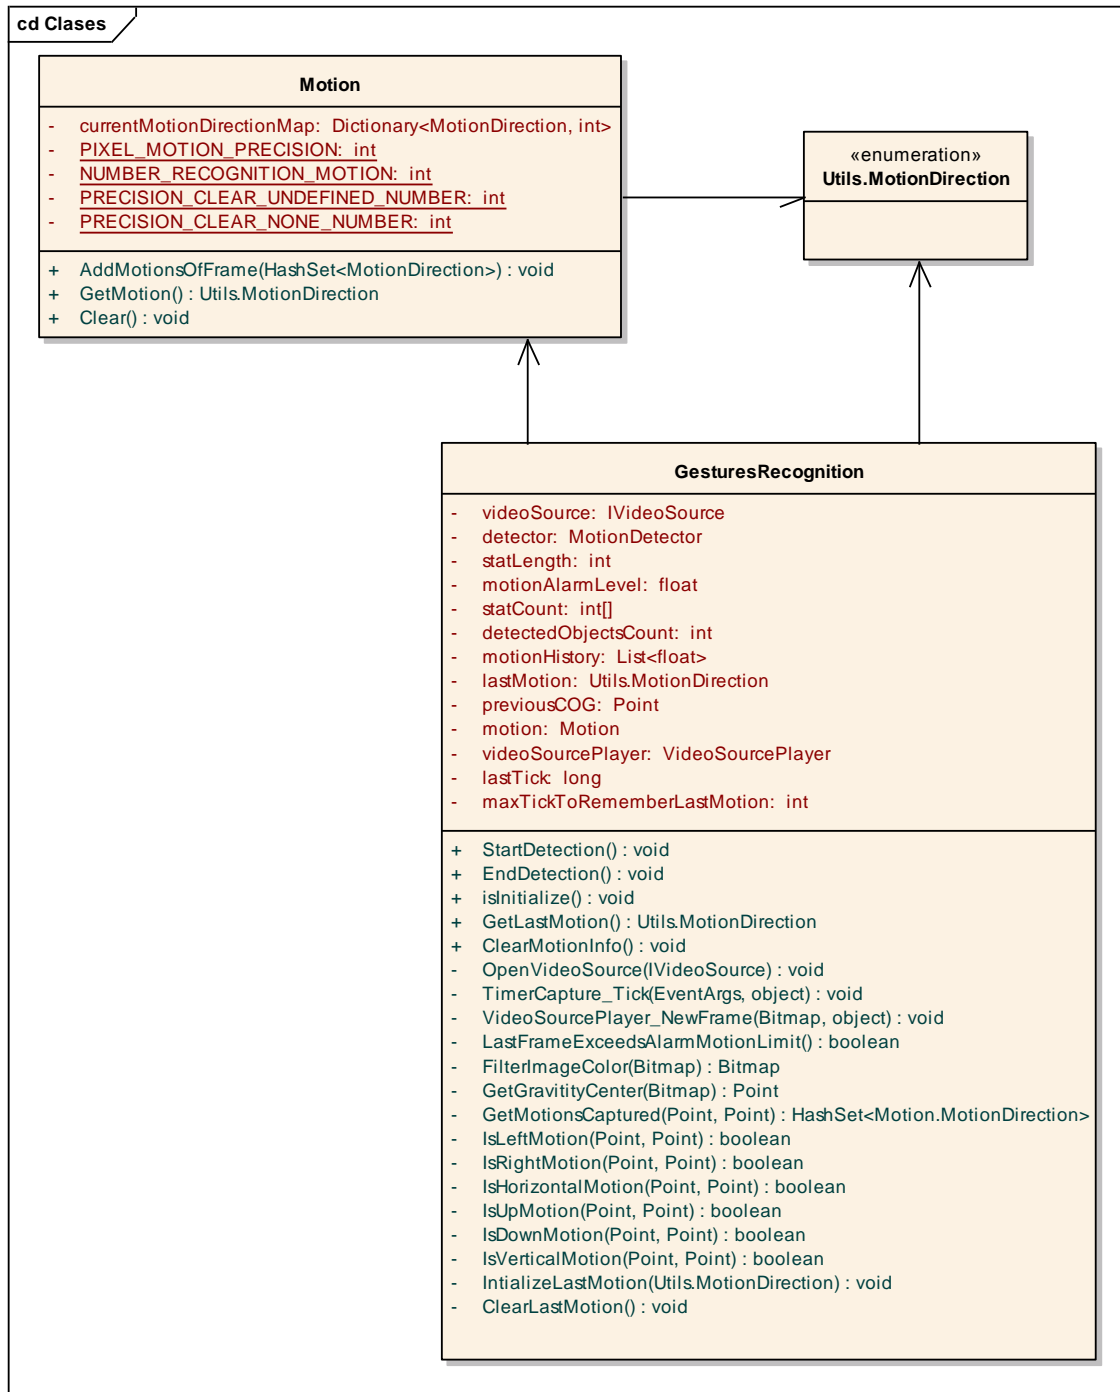 cd Clases
Motion
- currentMotionDirectionMap: Dictionary<MotionDirection, int>
- PIXEL_MOTION_PRECISION: int
- NUMBER_RECOGNITION_MOTION: int
- PRECISION_CLEAR_UNDEFINED_NUMBER: int
- PRECISION_CLEAR_NONE_NUMBER: int
+ AddMotionsOfFrame(HashSet<MotionDirection>) : void
+ GetMotion() : Utils.MotionDirection
+ Clear() : void
«enumeration»
Utils.MotionDirection
GesturesRecognition
- videoSource: IVideoSource
- detector: MotionDetector
- statLength: int
- motionAlarmLevel: float
- statCount: int[]
- detectedObjectsCount: int
- motionHistory: List<float>
- lastMotion: Utils.MotionDirection
- previousCOG: Point
- motion: Motion
- videoSourcePlayer: VideoSourcePlayer
- lastTick: long
- maxTickToRememberLastMotion: int
+ StartDetection() : void
+ EndDetection() : void
+ isInitialize() : void
+ GetLastMotion() : Utils.MotionDirection
+ ClearMotionInfo() : void
- OpenVideoSource(IVideoSource) : void
- TimerCapture_Tick(EventArgs, object) : void
- VideoSourcePlayer_NewFrame(Bitmap, object) : void
- LastFrameExceedsAlarmMotionLimit() : boolean
- FilterImageColor(Bitmap) : Bitmap
- GetGravitityCenter(Bitmap) : Point
- GetMotionsCaptured(Point, Point) : HashSet<Motion.MotionDirection>
- IsLeftMotion(Point, Point) : boolean
- IsRightMotion(Point, Point) : boolean
- IsHorizontalMotion(Point, Point) : boolean
- IsUpMotion(Point, Point) : boolean
- IsDownMotion(Point, Point) : boolean
- IsVerticalMotion(Point, Point) : boolean
- IntializeLastMotion(Utils.MotionDirection) : void
- ClearLastMotion() : void